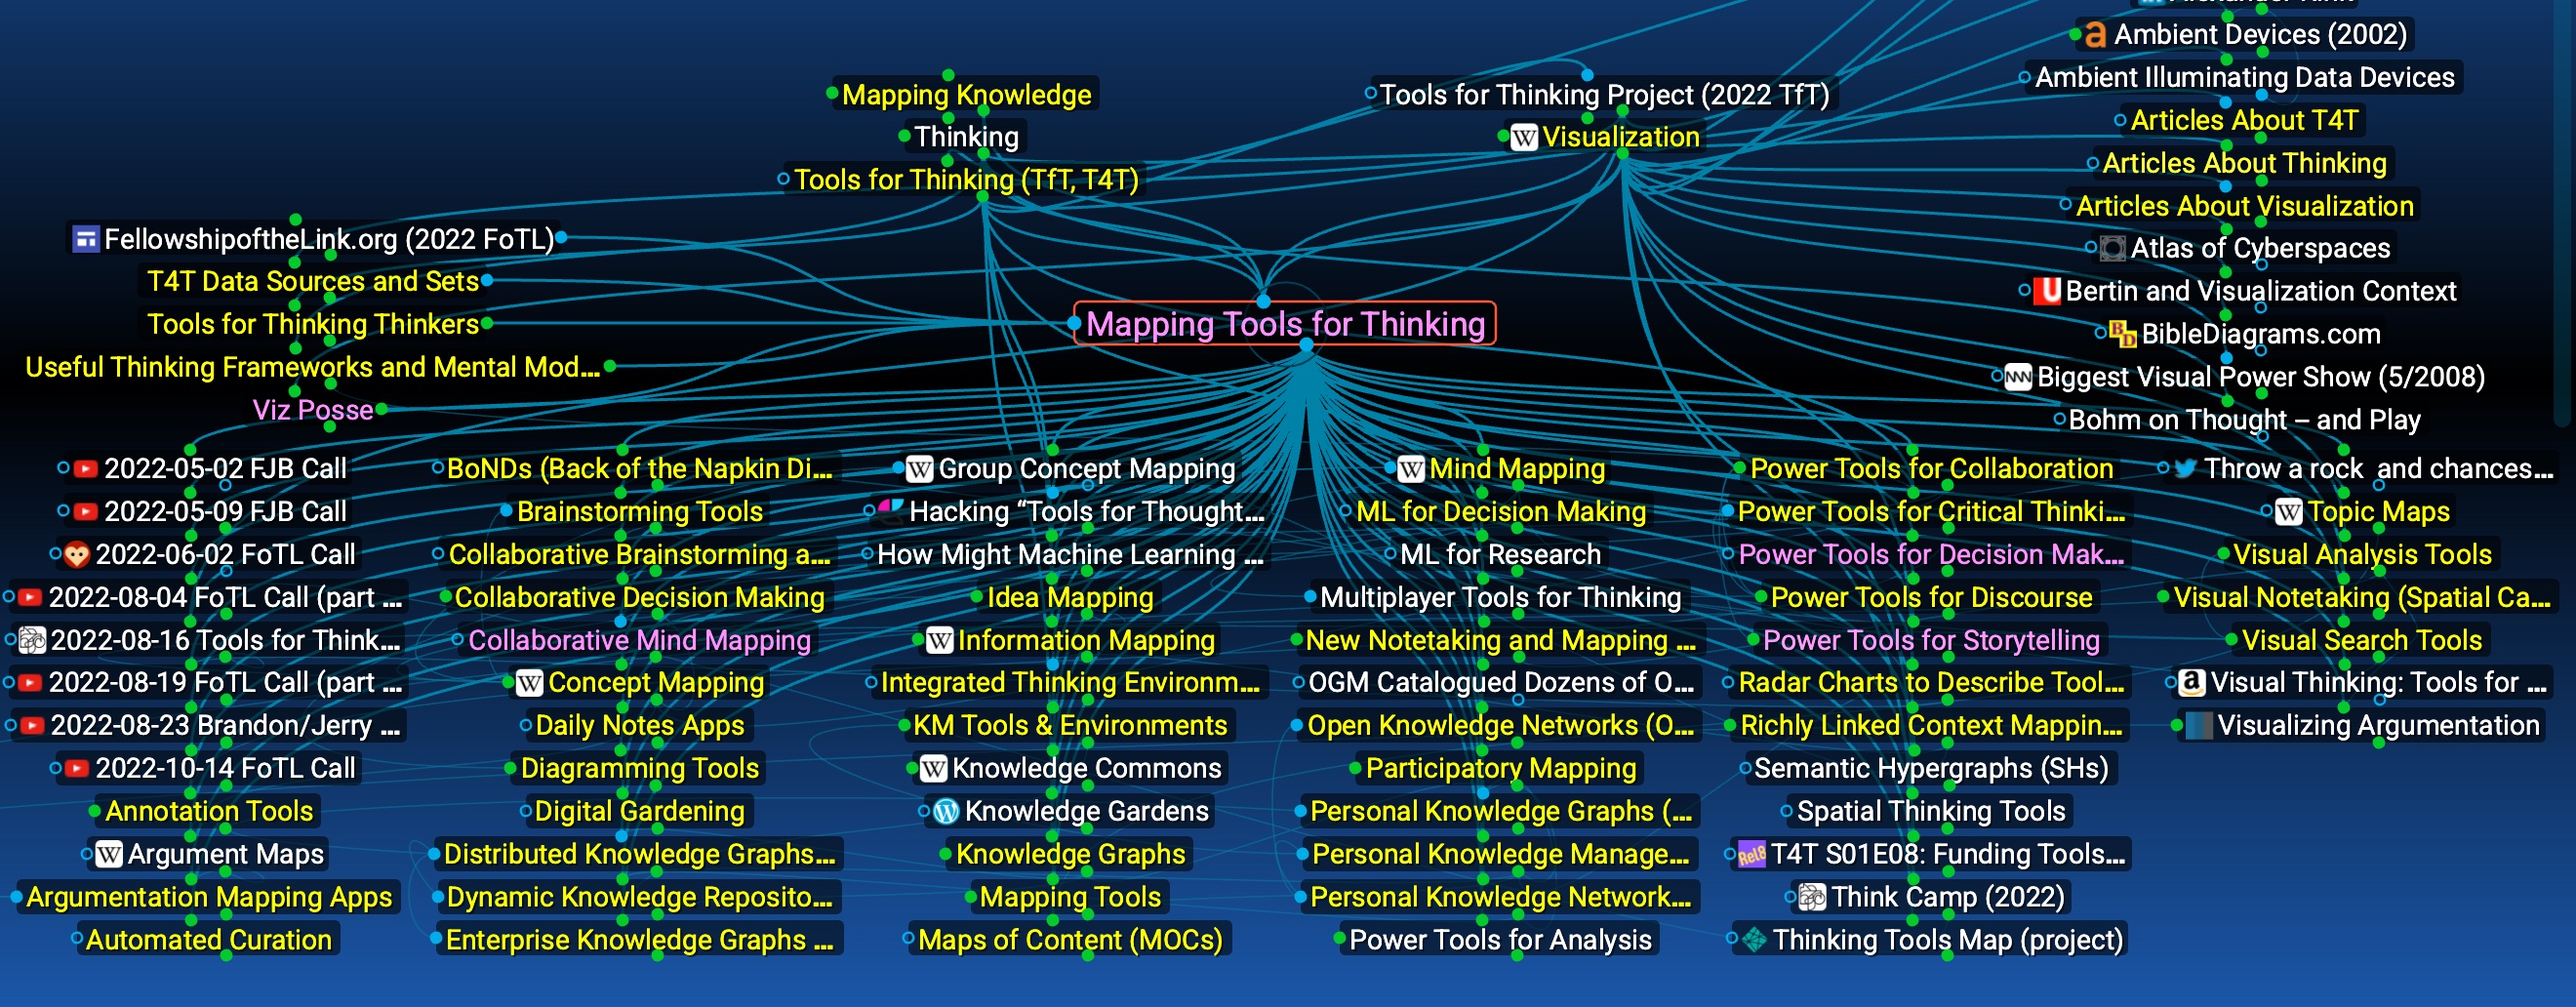 Ambient Devices (2002)
Mapping Knowledge
Tools for Thinking Project (2022 TfT)
Ambient Illuminating Data Devices
Thinking
Visualization
Articles About T4T
Tools for Thinking (TfT, T4T)
Articles About Thinking
Articles About Visualization
FellowshipoftheLink.org (2022 FoTL)
Atlas of Cyberspaces
T4T Data Sources and Sets
Bertin and Visualization Context
Tools for Thinking Thinkers
Mapping Tools for Thinking
BibleDiagrams.com
Useful Thinking Frameworks and Mental Mod...
Biggest Visual Power Show (5/2008)
Viz Posse
Bohm on Thought – and Play
2022-05-02 FJB Call
2022-05-09 FJB Call
2022-06-02 FoTL Call
2022-08-04 FoTL Call (part ...
2022-08-16 Tools for Think...
2022-08-19 FoTL Call (part ...
2022-08-23 Brandon/Jerry ...
2022-10-14 FoTL Call
Annotation Tools
Argument Maps
Argumentation Mapping Apps
Automated Curation
BoNDs (Back of the Napkin Di...
Brainstorming Tools
Collaborative Brainstorming a...
Collaborative Decision Making
Collaborative Mind Mapping
Concept Mapping
Daily Notes Apps
Diagramming Tools
Digital Gardening
Distributed Knowledge Graphs...
Dynamic Knowledge Reposito...
Enterprise Knowledge Graphs ...
Group Concept Mapping
Hacking “Tools for Thought...
How Might Machine Learning ...
Idea Mapping
Information Mapping
Integrated Thinking Environm...
KM Tools & Environments
Knowledge Commons
Knowledge Gardens
Knowledge Graphs
Mapping Tools
Maps of Content (MOCs)
Mind Mapping
ML for Decision Making
ML for Research
Multiplayer Tools for Thinking
New Notetaking and Mapping ...
OGM Catalogued Dozens of O...
Open Knowledge Networks (O...
Participatory Mapping
Personal Knowledge Graphs (...
Personal Knowledge Manage...
Personal Knowledge Network...
Power Tools for Analysis
Power Tools for Collaboration
Power Tools for Critical Thinki...
Power Tools for Decision Mak...
Power Tools for Discourse
Power Tools for Storytelling
Radar Charts to Describe Tool...
Richly Linked Context Mappin...
Semantic Hypergraphs (SHs)
Spatial Thinking Tools
Rel8 T4T S01E08: Funding Tools...
Think Camp (2022)
Thinking Tools Map (project)
Throw a rock and chances...
Topic Maps
Visual Analysis Tools
Visual Notetaking (Spatial Ca...
Visual Search Tools
Visual Thinking: Tools for ...
Visualizing Argumentation